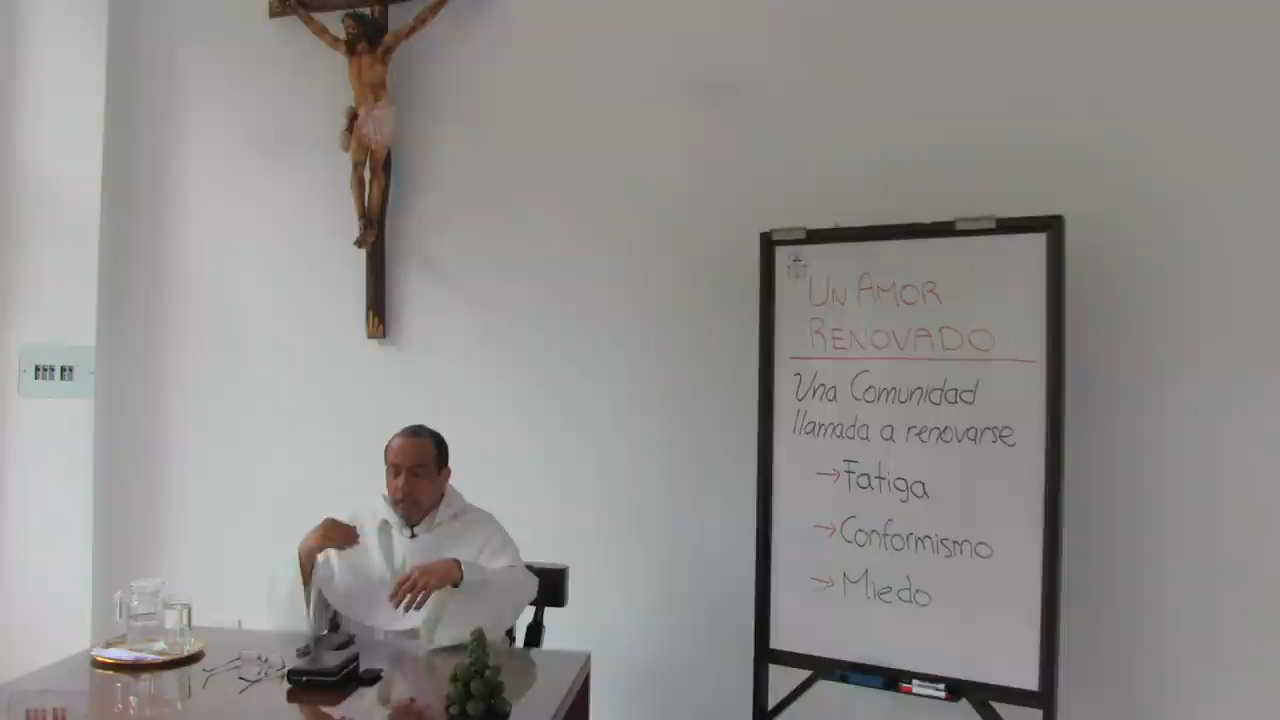 UN AMOR
RENOVADO
Una Comunidad
llamada a renovarse
→Fatiga
→Conformismo
→Miedo